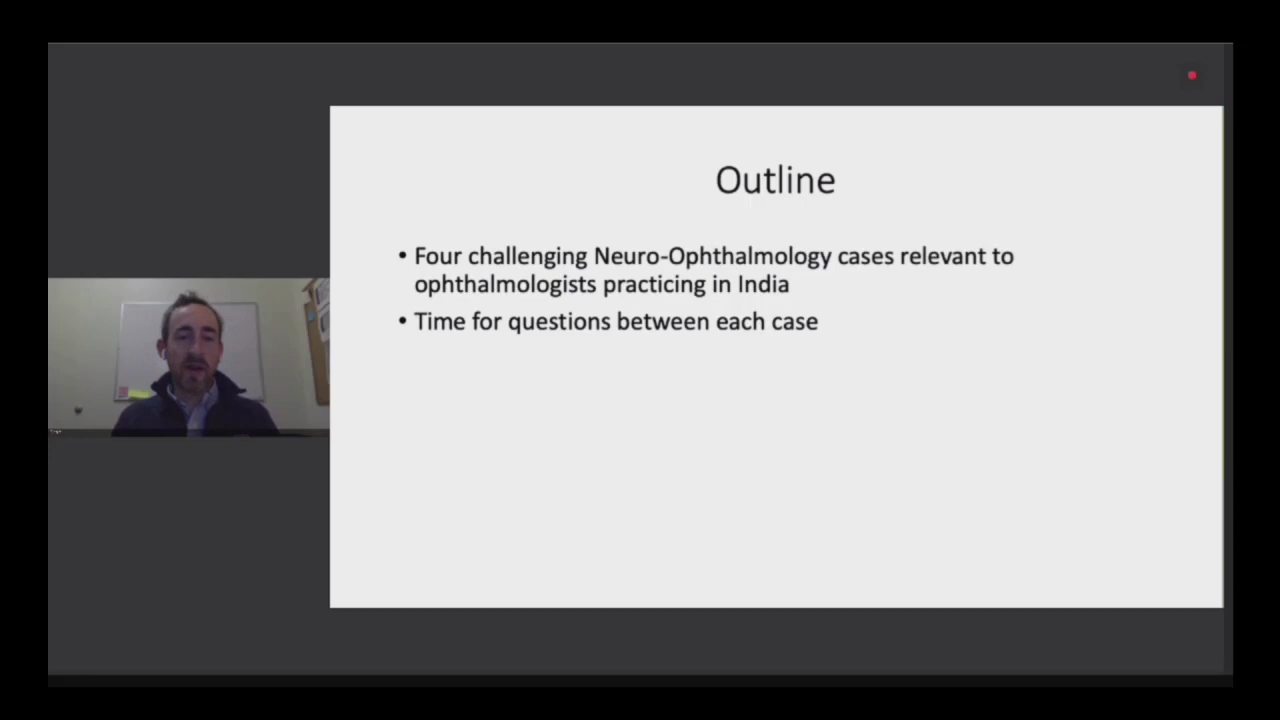 Outline
• Four challenging Neuro-Ophthalmology cases relevant to
ophthalmologists practicing in India
• Time for questions between each case